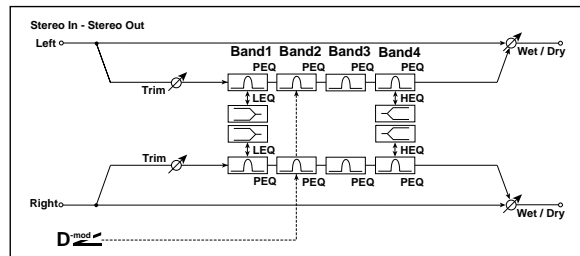 Stereo In - Stereo Out
Left
Band1 Band2 Band3 Band4
Wet / Dry
PEQ PEQ PEQ PEQ
Trim
LEQ HEQ
LEQ HEQ
Trim
PEQ PEQ PEQ PEQ
Right
Wet / Dry
D-mod